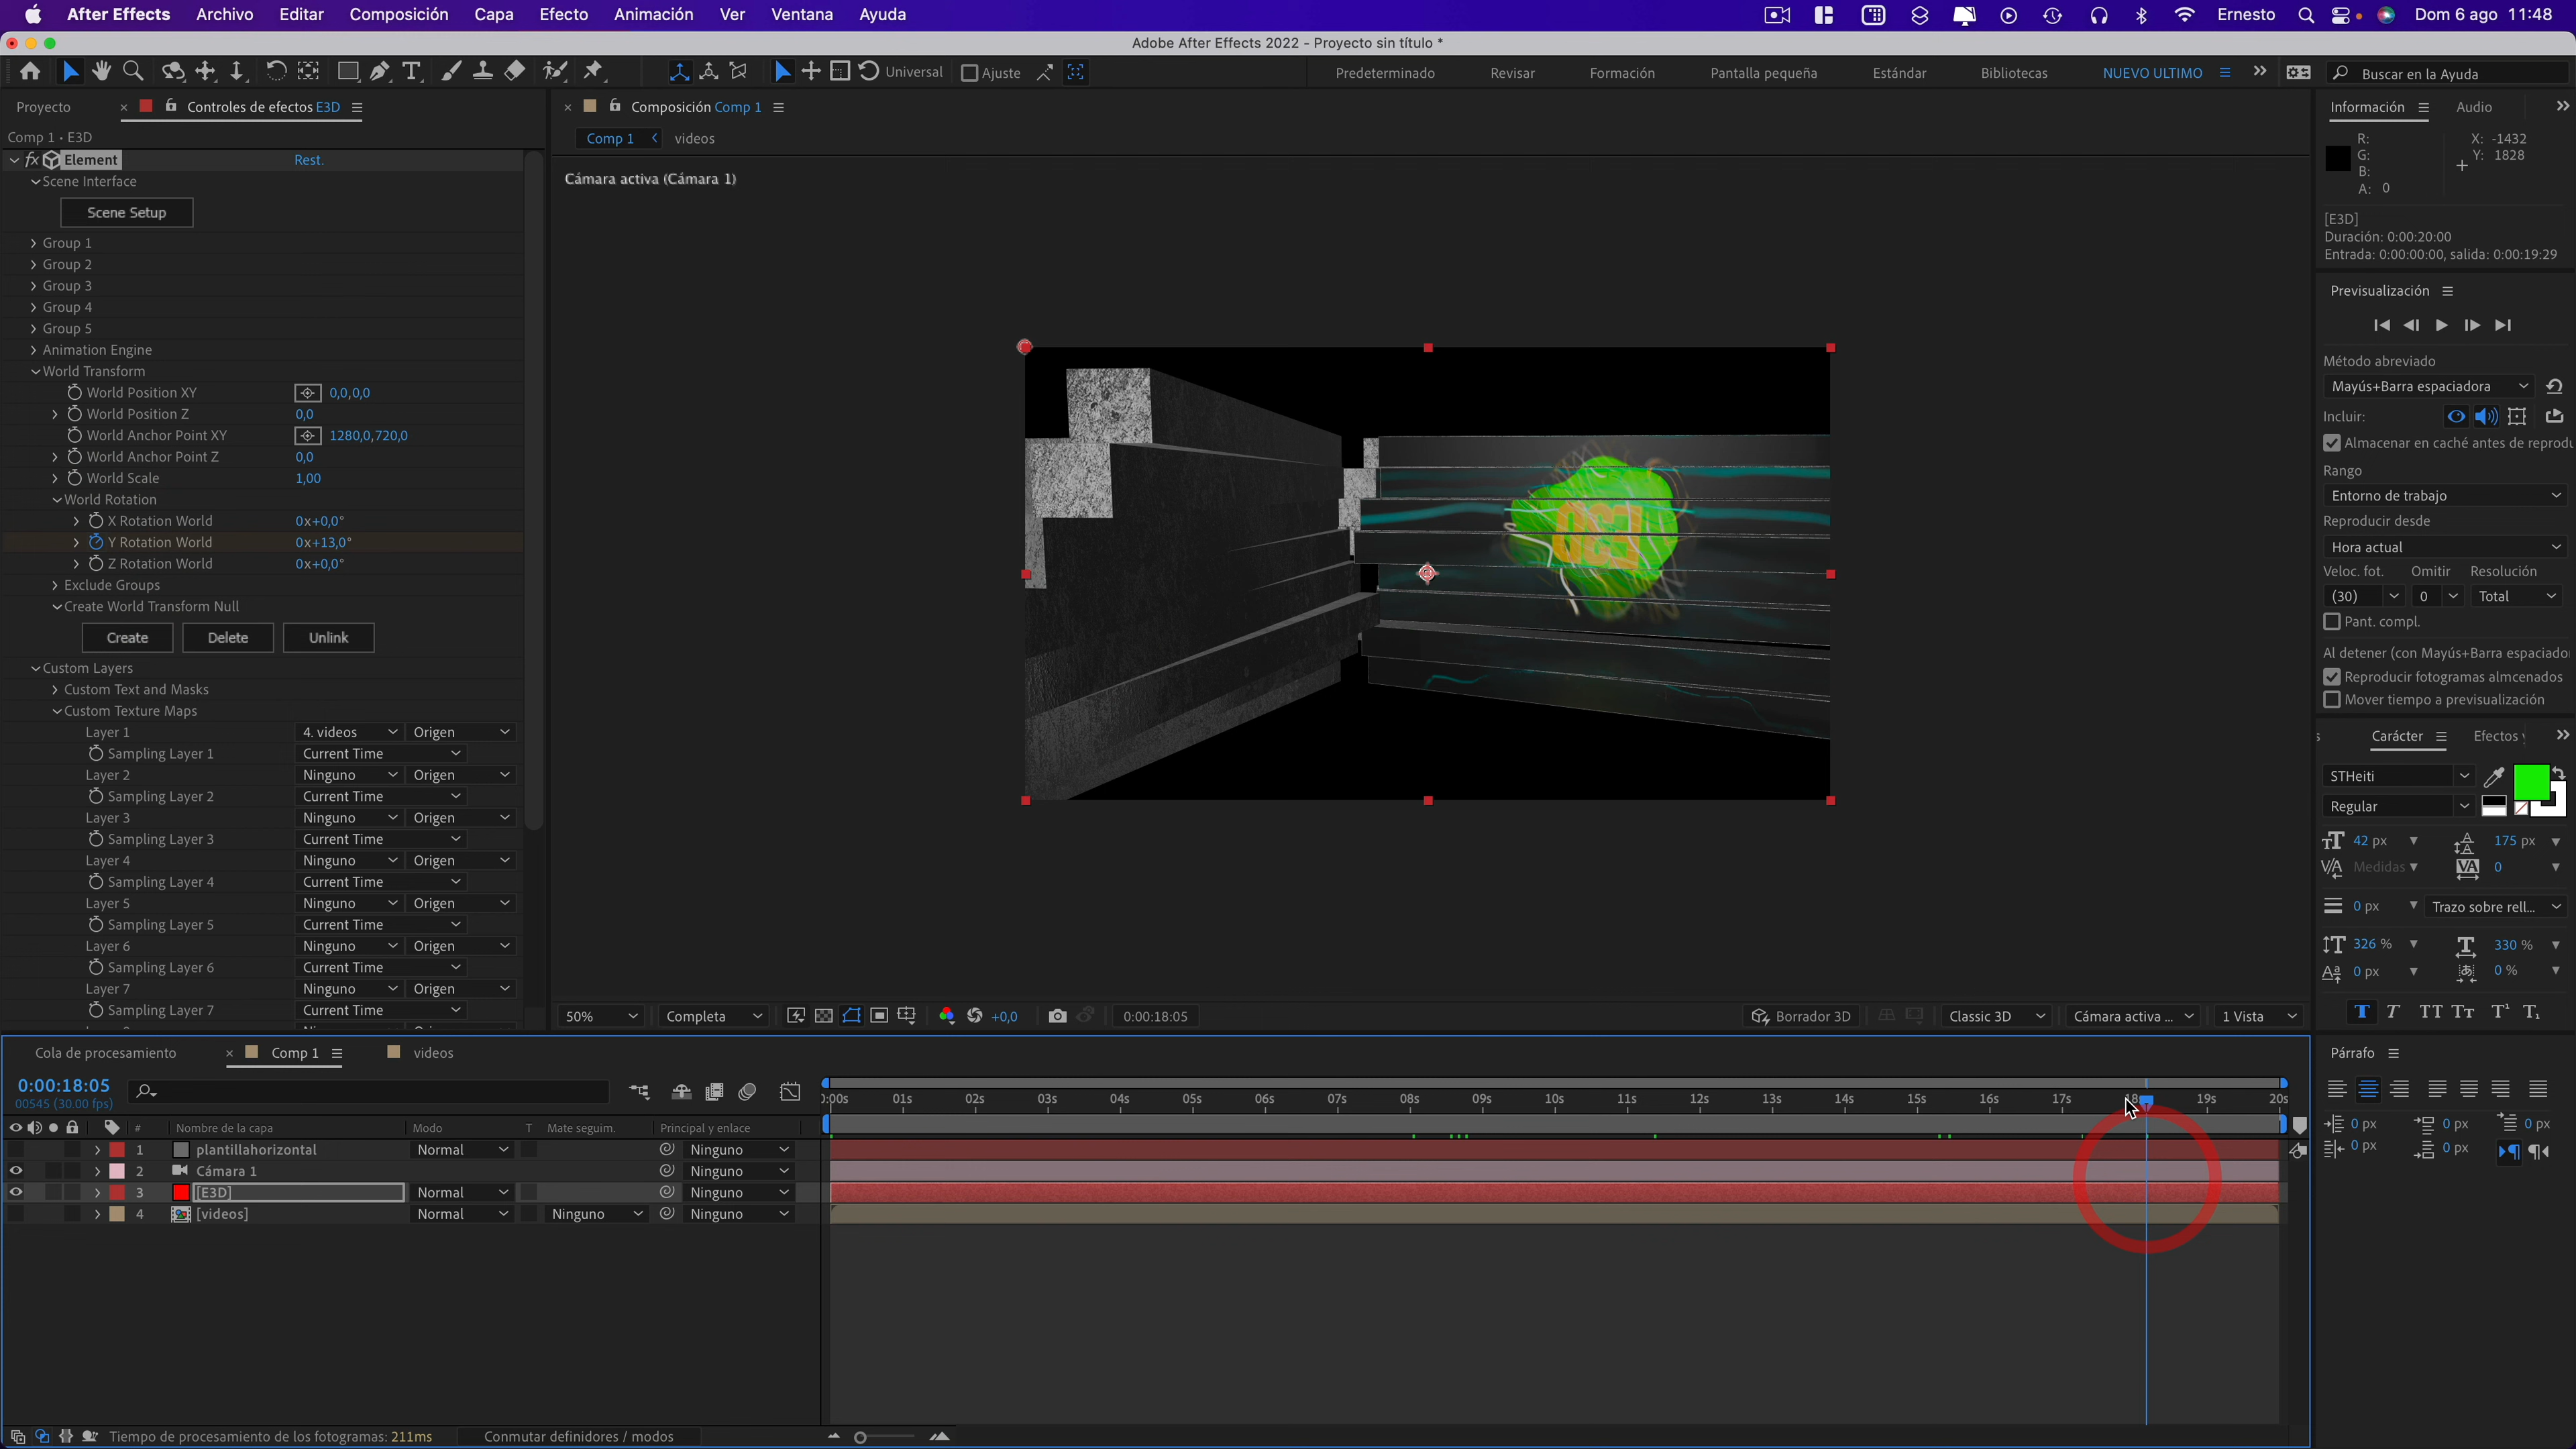 After Effects Archivo Editar Composición Capa Efecto Animación Ver Ventana Ayuda Ernesto Dom 6 ago 11:48
Adobe After Effects 2022 - Proyecto sin título *
Universal Ajuste Predeterminado Revisar Formación Pantalla pequeña Estándar Bibliotecas NUEVO ULTIMO Buscar en la Ayuda
Proyecto Controles de efectos E3D
Composición Comp 1
Información Audio
Comp 1 • E3D
Comp 1 videos
Element Rest.
Scene Interface
Scene Setup
Group 1
Group 2
Group 3
Group 4
Group 5
Animation Engine
World Transform
World Position XY 0,0,0,0
World Position Z 0,0
World Anchor Point XY 1280,0,720,0
World Anchor Point Z 0,0
World Scale 1,00
World Rotation
X Rotation World 0x+0,0°
Y Rotation World 0x+13,0°
Z Rotation World 0x+0,0°
Exclude Groups
Create World Transform Null
Create Delete Unlink
Custom Layers
Custom Text and Masks
Custom Texture Maps
Layer 1 4. videos Origen
Sampling Layer 1 Current Time
Layer 2 Ninguno Origen
Sampling Layer 2 Current Time
Layer 3 Ninguno Origen
Sampling Layer 3 Current Time
Layer 4 Ninguno Origen
Sampling Layer 4 Current Time
Layer 5 Ninguno Origen
Sampling Layer 5 Current Time
Layer 6 Ninguno Origen
Sampling Layer 6 Current Time
Layer 7 Ninguno Origen
Sampling Layer 7 Current Time
Cámara activa (Cámara 1)
50% Completa +0,0 0:00:18:05 Borrador 3D Classic 3D Cámara activa ... 1 Vista
R: X: -1432
G: Y: 1828
B:
A: 0
[E3D]
Duración: 0:00:20:00
Entrada: 0:00:00:00, salida: 0:00:19:29
Previsualización
Método abreviado
Mayús+Barra espaciadora
Incluir:
Almacenar en caché antes de reprodu
Rango
Entorno de trabajo
Reproducir desde
Hora actual
Veloc. fot. Omitir Resolución
(30) 0 Total
Pant. compl.
Al detener (con Mayús+Barra espaciado
Reproducir fotogramas almcenados
Mover tiempo a previsualización
Carácter Efectos y
STHeiti
Regular
42 px 175 px
Medidas 0
0 px Trazo sobre rell...
326 % 330 %
0 px 0 %
Párrafo
0 px 0 px 0 px
0 px 0 px
Cola de procesamiento Comp 1 videos
0:00:18:05
00545 (30.00 fps)
0:00s 01s 02s 03s 04s 05s 06s 07s 08s 09s 10s 11s 12s 13s 14s 15s 16s 17s 18s 19s 20s
# Nombre de la capa Modo T Mate seguim. Principal y enlace
1 plantillahorizontal Normal Ninguno
2 Cámara 1 Ninguno
3 [E3D] Normal Ninguno
4 [videos] Normal Ninguno Ninguno
Tiempo de procesamiento de los fotogramas: 211ms Conmutar definidores / modos